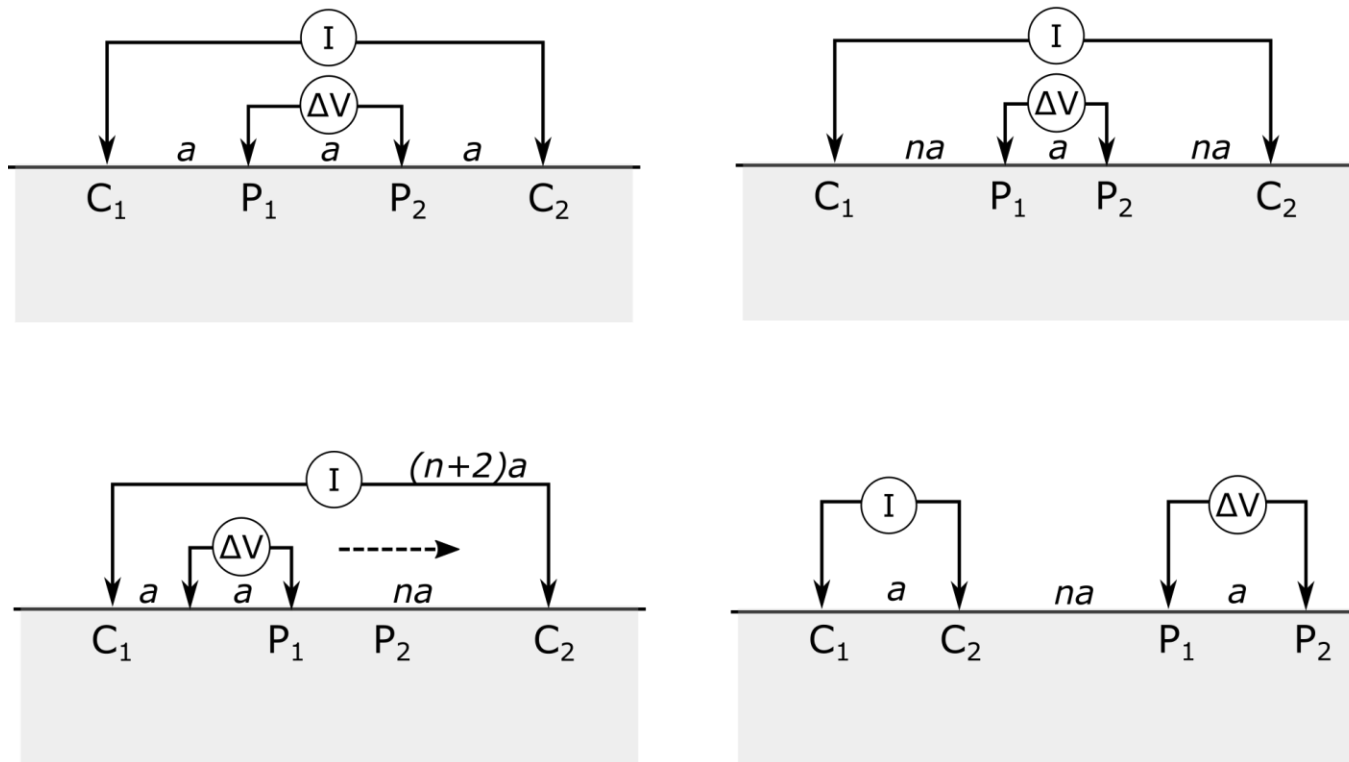 I
ΔV
a a a
C₁ P₁ P₂ C₂
I
ΔV
na a na
C₁ P₁ P₂ C₂
(n+2)a
I
ΔV
a a na
C₁ P₁ P₂ C₂
I ΔV
a na a
C₁ C₂ P₁ P₂